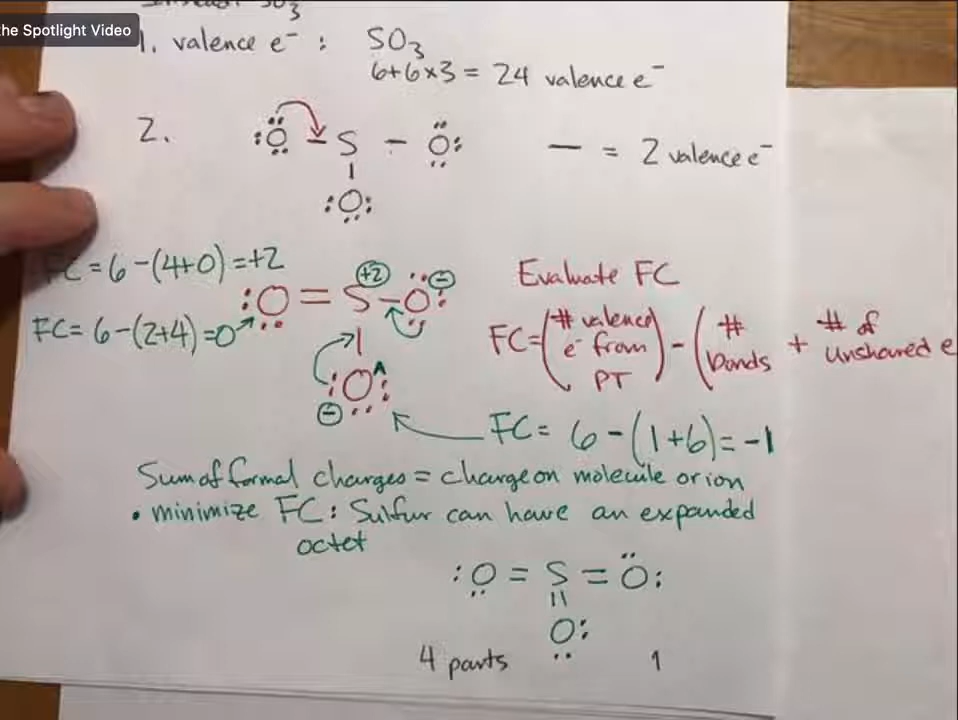 the Spotlight Video
SO3
1. valence e⁻ : SO₃
6+6×3 = 24 valence e⁻
2. :Ö - S - Ö:
— = 2 valence e⁻
:O:
FC = 6 - (4+0) = +2
:O = S - O: +2 -
Evaluate FC
FC = 6 - (2+4) = 0
FC = (# valence e⁻ from PT) - (# bonds + # of unshared e
:O: -
FC = 6 - (1+6) = -1
Sum of formal charges = charge on molecule or ion
• minimize FC: Sulfur can have an expanded
octet
:O = S = Ö:
||
O:
4 parts 1